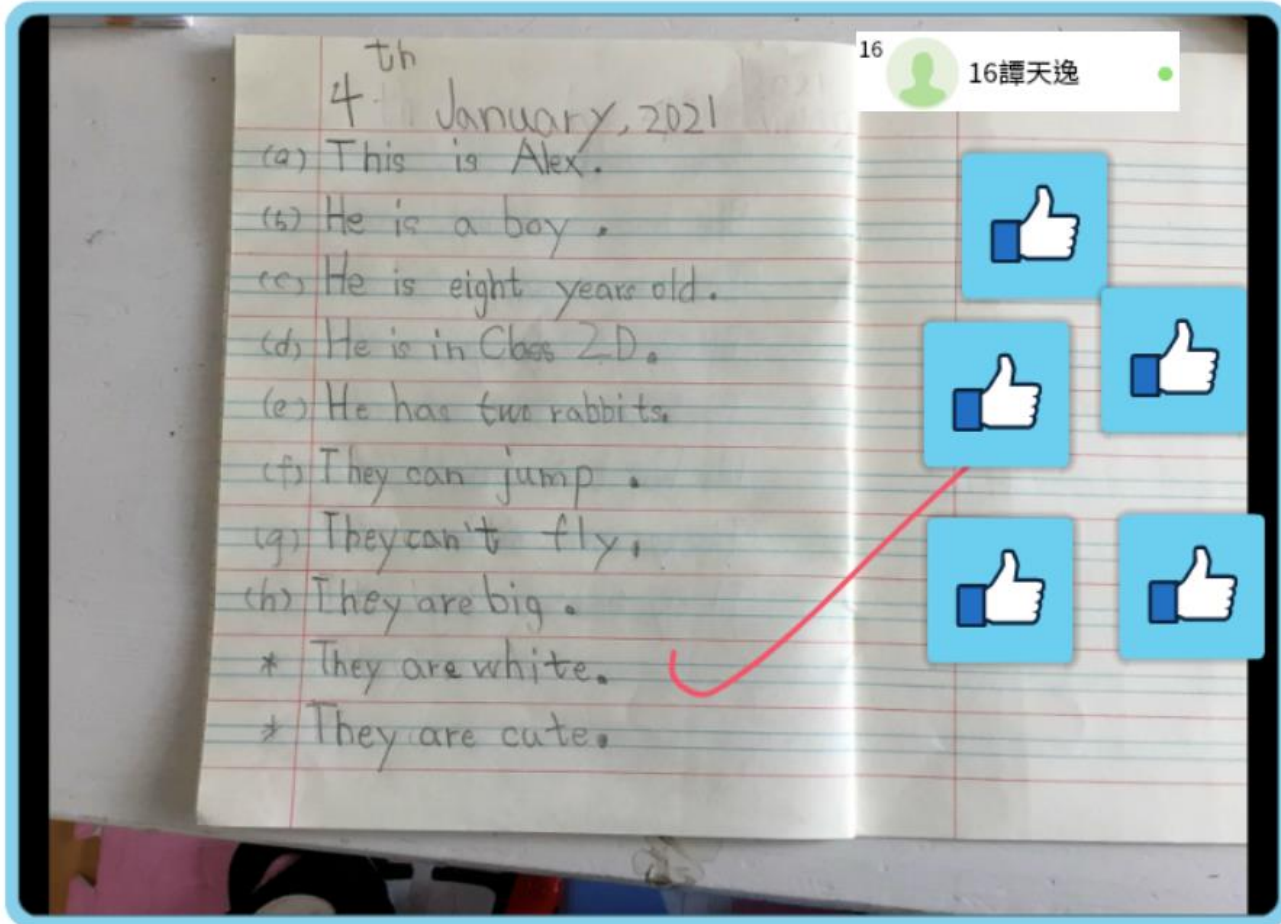 16
16譚天逸
4th January, 2021
(a) This is Alex.
(b) He is a boy.
(c) He is eight years old.
(d) He is in Class 2D.
(e) He has two rabbits.
(f) They can jump.
(g) They can't fly.
(h) They are big.
* They are white.
* They are cute.